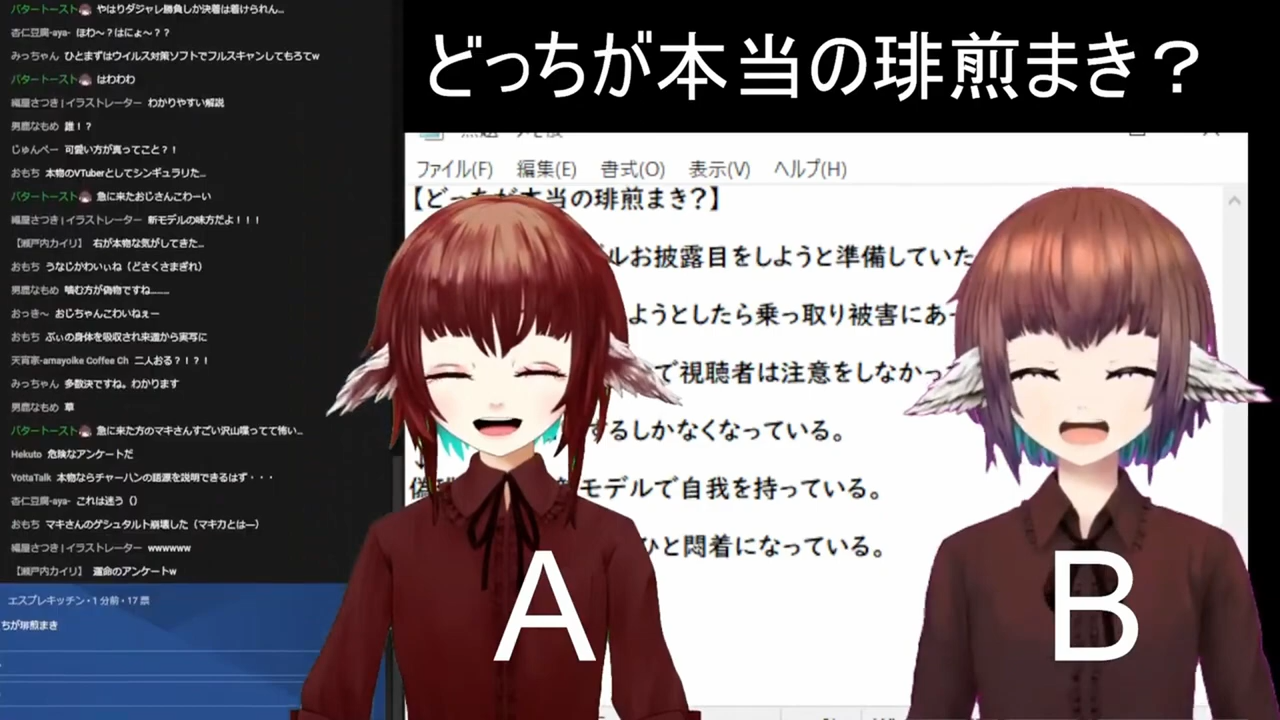 バタートースト やはりダジャレ勝負しか決着は着けられん…
杏仁豆腐-aya- ほわ～？はにょ～？？
みっちゃん ひとまずはウイルス対策ソフトでフルスキャンしてもろてw
バタートースト はわわわ
縄屋さつき | イラストレーター わかりやすい解説
男鹿なもめ 誰！？
じゅんぺー 可愛い方が真ってこと？！
おもち 本物のVTuberとしてシンギュラリた…
バタートースト 急に来たおじさんこわーい
縄屋さつき | イラストレーター 新モデルの味方だよ！！！
【瀬戸内カイリ】 右が本物な気がしてきた…
おもち うなじかわいいね（どさくさまぎれ）
男鹿なもめ 噛む方が偽物ですね………
おっき～ おじちゃんこわいねぇー
おもち ぶぃの身体を吸収され来週から実写に
天宵家-amayoike Coffee Ch 二人おる？！？！
みっちゃん 多数決ですね。わかります
男鹿なもめ 草
バタートースト 急に来た方のマキさんすごい沢山喋ってて怖い…
Hekuto 危険なアンケートだ
YottaTalk 本物ならチャーハンの語源を説明できるはず・・・
杏仁豆腐-aya- これは迷う（）
おもち マキさんのゲシュタルト崩壊した（マキ力とはー）
縄屋さつき | イラストレーター wwwwww
【瀬戸内カイリ】 運命のアンケートw
エスプレキッチン・1 分前・17 票
ちが琲煎まき
どっちが本当の琲煎まき？
ファイル(F) 編集(E) 書式(O) 表示(V) ヘルプ(H)
【どっちが本当の琲煎まき？】
ルお披露目をしようと準備していた
ようとしたら乗っ取り被害にあ
で視聴者は注意をしなかっ
するしかなくなっている。
偽 モデルで自我を持っている。
ひと悶着になっている。
A
B